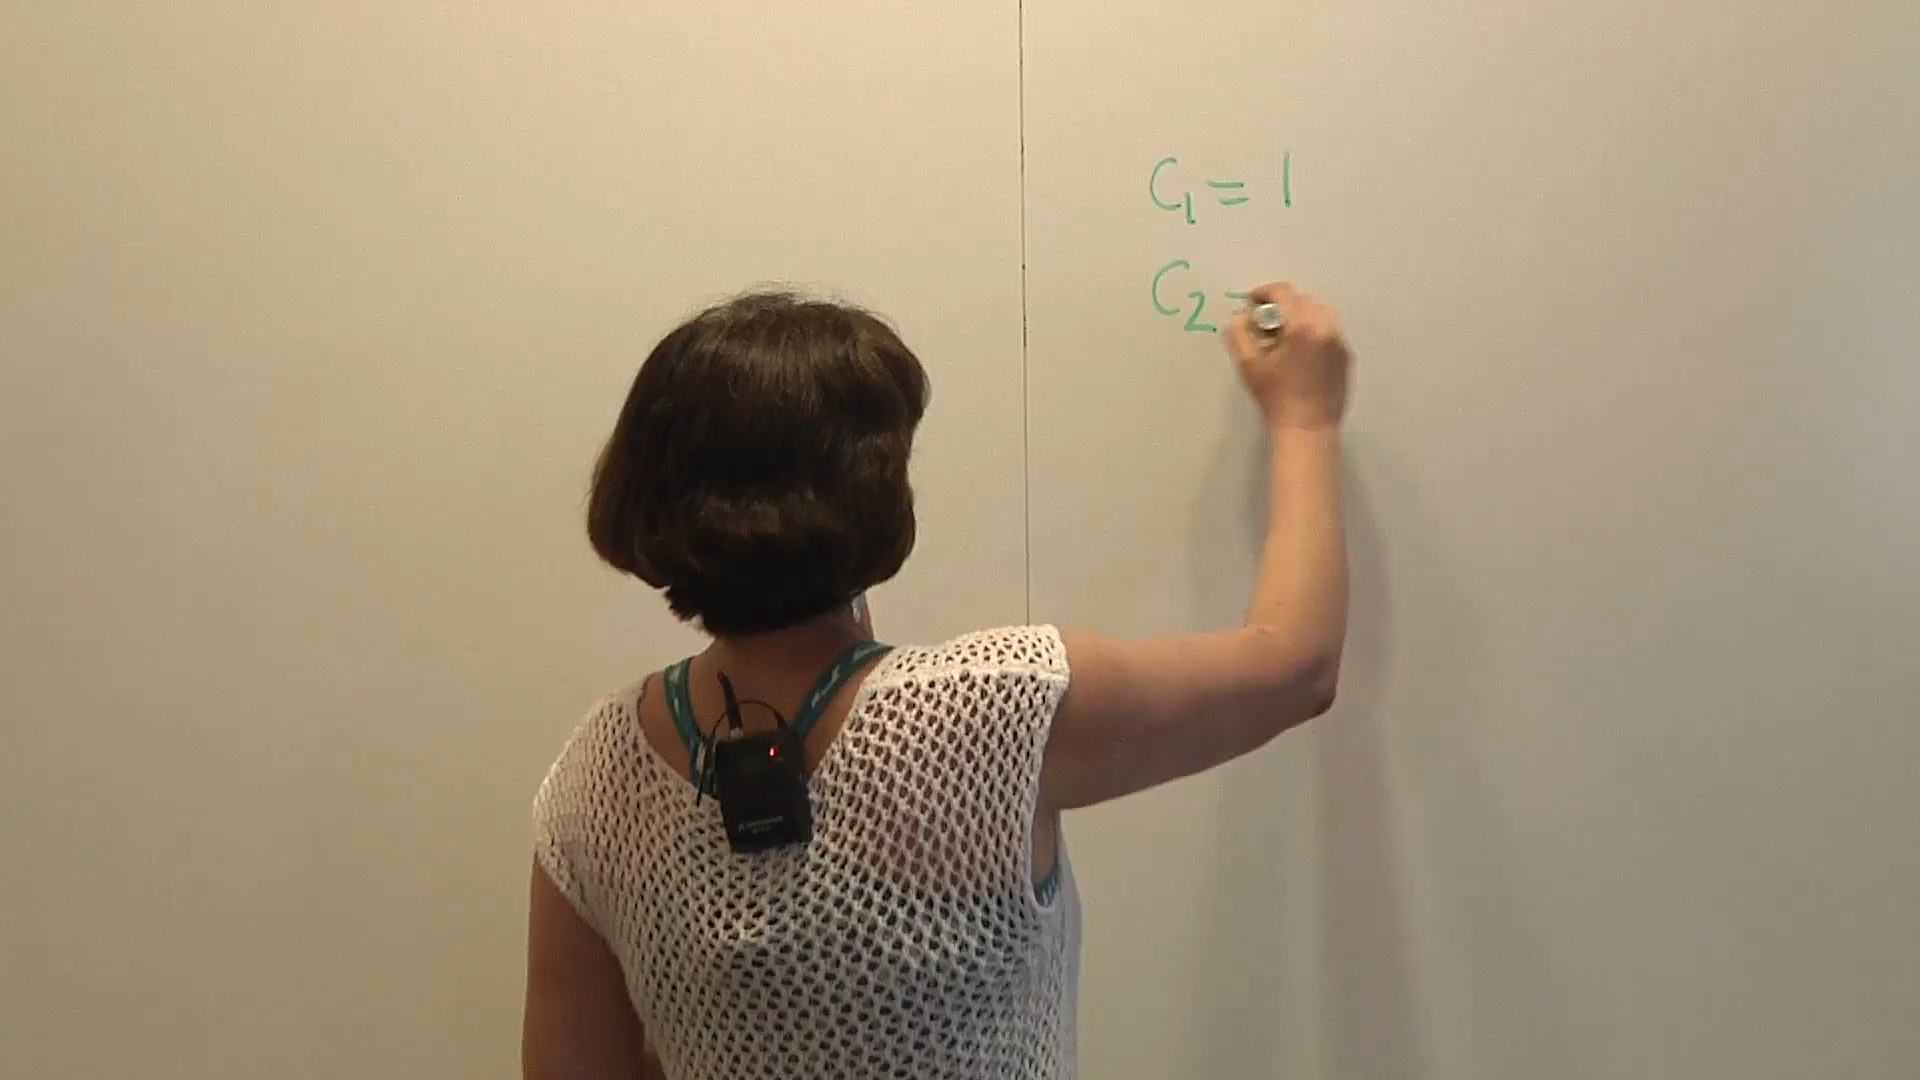 C₁ = 1
C₂ =